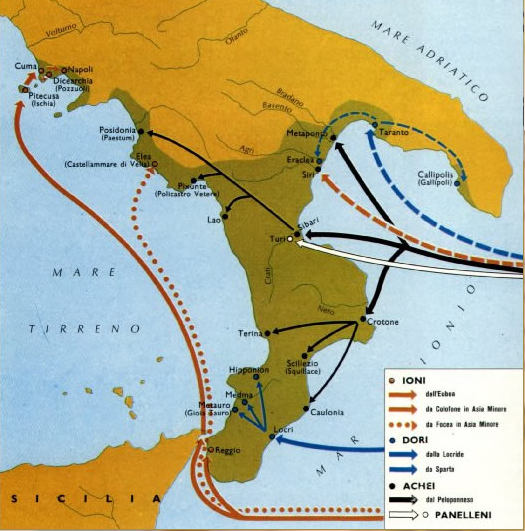 Volturno
Ofanto
MARE ADRIATICO
Cuma
Napoli
Dicearchia
(Pozzuoli)
Pitecusa
(Ischia)
Bradano
Basento
Metaponto
Taranto
Posidonia
(Paestum)
Agri
Elea
(Castellammare di Velia)
Eraclea
Siri
Callipolis
(Gallipoli)
Pixunte
(Policastro Vetere)
Lao
Sibari
Turi
Crati
MARE
TIRRENO
Neto
Crotone
Terina
Scillezio
(Squillace)
Hipponion
Medma
Metauro
(Gioia Tauro)
Caulonia
Locri
Reggio
MAR
IONIO
SICILIA
IONI
dall'Eubea
da Colofone in Asia Minore
da Focea in Asia Minore
DORI
dalla Locride
da Sparta
ACHEI
dal Peloponneso
PANELLENI